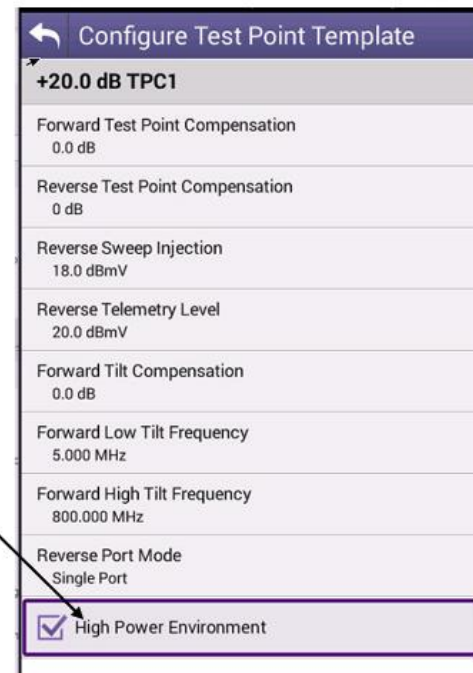 Configure Test Point Template
+20.0 dB TPC1
Forward Test Point Compensation
0.0 dB
Reverse Test Point Compensation
0 dB
Reverse Sweep Injection
18.0 dBmV
Reverse Telemetry Level
20.0 dBmV
Forward Tilt Compensation
0.0 dB
Forward Low Tilt Frequency
5.000 MHz
Forward High Tilt Frequency
800.000 MHz
Reverse Port Mode
Single Port
High Power Environment